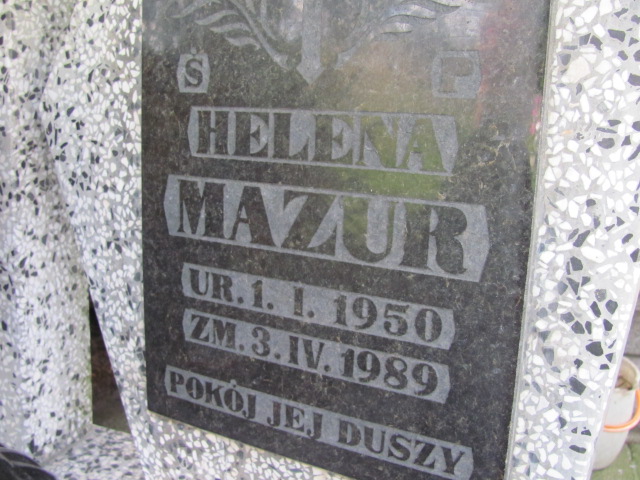 Ś P
HELENA
MAZUR
UR. 1. I. 1950
ZM. 3. IV. 1989
POKÓJ JEJ DUSZY